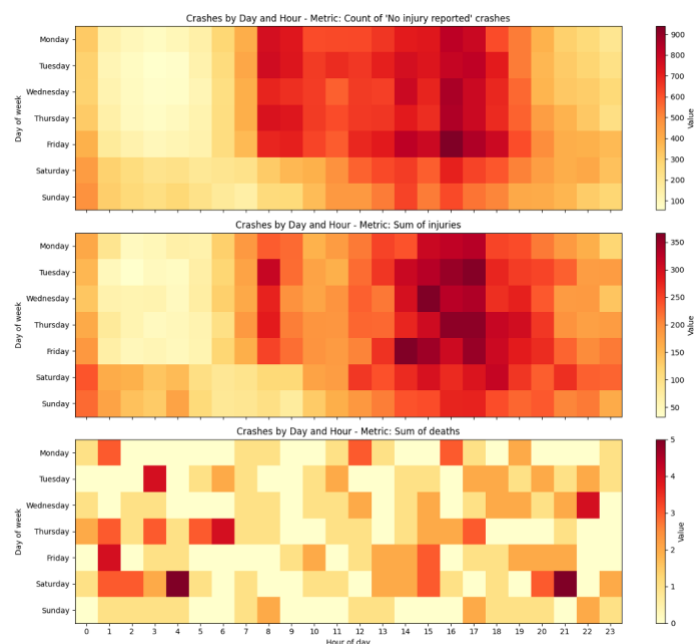 Crashes by Day and Hour - Metric: Count of 'No injury reported' crashes
Monday
Tuesday
Wednesday
Thursday
Friday
Saturday
Sunday
Day of week
900
800
700
600
500
400
300
200
100
Value
Crashes by Day and Hour - Metric: Sum of injuries
Monday
Tuesday
Wednesday
Thursday
Friday
Saturday
Sunday
Day of week
350
300
250
200
150
100
50
Value
Crashes by Day and Hour - Metric: Sum of deaths
Monday
Tuesday
Wednesday
Thursday
Friday
Saturday
Sunday
Day of week
5
4
3
2
1
0
Value
0 1 2 3 4 5 6 7 8 9 10 11 12 13 14 15 16 17 18 19 20 21 22 23
Hour of day